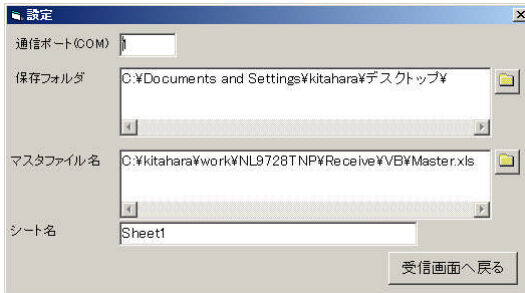 設定
通信ポート(COM) 1
保存フォルダ C:¥Documents and Settings¥kitahara¥デスクトップ¥
マスタファイル名 C:¥kitahara¥work¥NL9728TNP¥Receive¥VB¥Master.xls
シート名 Sheet1
受信画面へ戻る